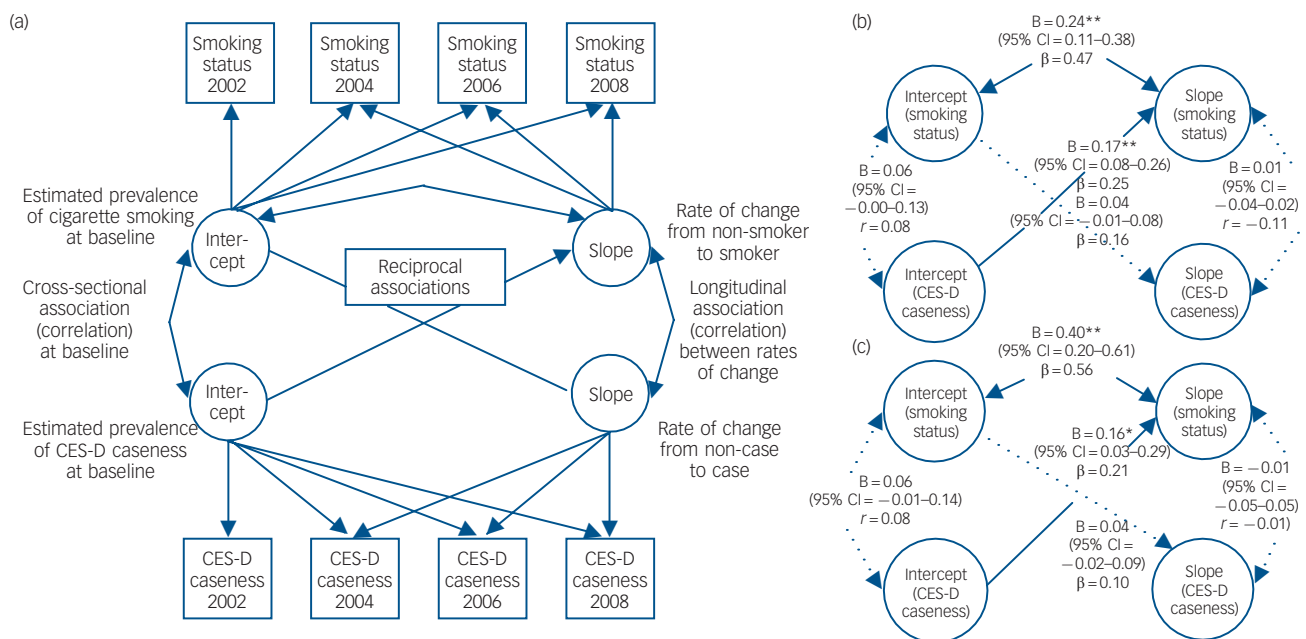 (a)
Smoking
status
2002
Smoking
status
2004
Smoking
status
2006
Smoking
status
2008
Estimated prevalence
of cigarette smoking
at baseline
Inter-
cept
Slope
Rate of change
from non-smoker
to smoker
Reciprocal
associations
Cross-sectional
association
(correlation)
at baseline
Longitudinal
association
(correlation)
between rates
of change
Inter-
cept
Slope
Estimated prevalence
of CES-D caseness
at baseline
Rate of change
from non-case
to case
CES-D
caseness
2002
CES-D
caseness
2004
CES-D
caseness
2006
CES-D
caseness
2008
(b)
B = 0.24**
(95% CI = 0.11–0.38)
β = 0.47
Intercept
(smoking
status)
Slope
(smoking
status)
B = 0.06
(95% CI =
−0.00–0.13)
r = 0.08
B = 0.17**
(95% CI = 0.08–0.26)
β = 0.25
B = 0.04
(95% CI = −0.01–0.08)
β = 0.16
B = 0.01
(95% CI =
−0.04–0.02)
r = −0.11
Intercept
(CES-D
caseness)
Slope
(CES-D
caseness)
(c)
B = 0.40**
(95% CI = 0.20–0.61)
β = 0.56
Intercept
(smoking
status)
Slope
(smoking
status)
B = 0.06
(95% CI = −0.01–0.14)
r = 0.08
B = 0.16*
(95% CI = 0.03–0.29)
β = 0.21
B = 0.04
(95% CI =
−0.02–0.09)
β = 0.10
B = −0.01
(95% CI =
−0.05–0.05)
r = −0.01)
Intercept
(CES-D
caseness)
Slope
(CES-D
caseness)